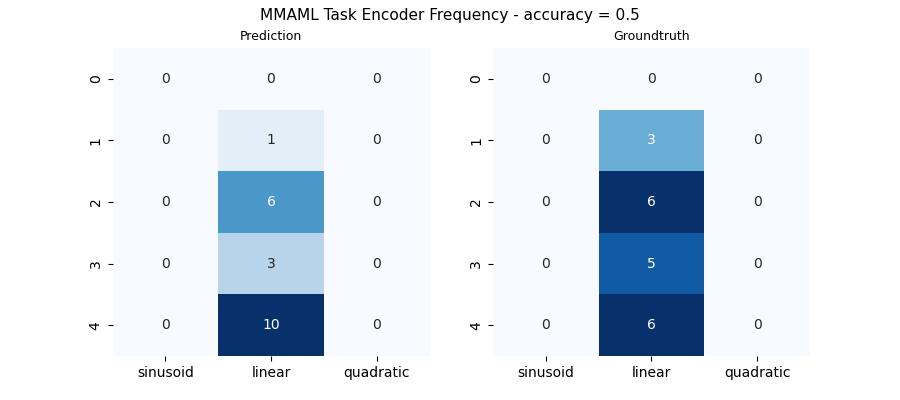 MMAML Task Encoder Frequency - accuracy = 0.5
Prediction
Groundtruth
0 0 0 0
1 0 1 0
2 0 6 0
3 0 3 0
4 0 10 0
sinusoid linear quadratic
0 0 0 0
1 0 3 0
2 0 6 0
3 0 5 0
4 0 6 0
sinusoid linear quadratic